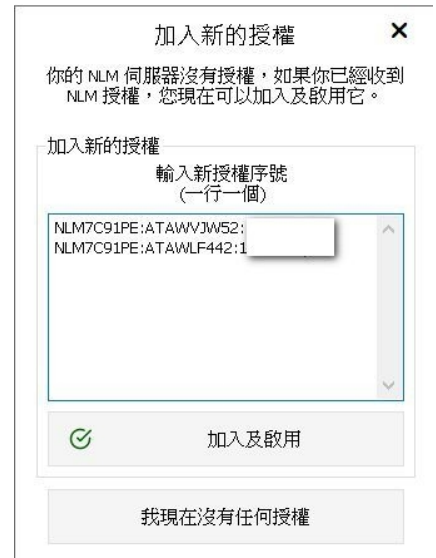 加入新的授權
你的 NLM 伺服器沒有授權，如果你已經收到
NLM 授權，您現在可以加入及啟用它。
加入新的授權
輸入新授權序號
(一行一個)
NLM7C91PE:ATAWVJW52:
NLM7C91PE:ATAWLF442:1
加入及啟用
我現在沒有任何授權